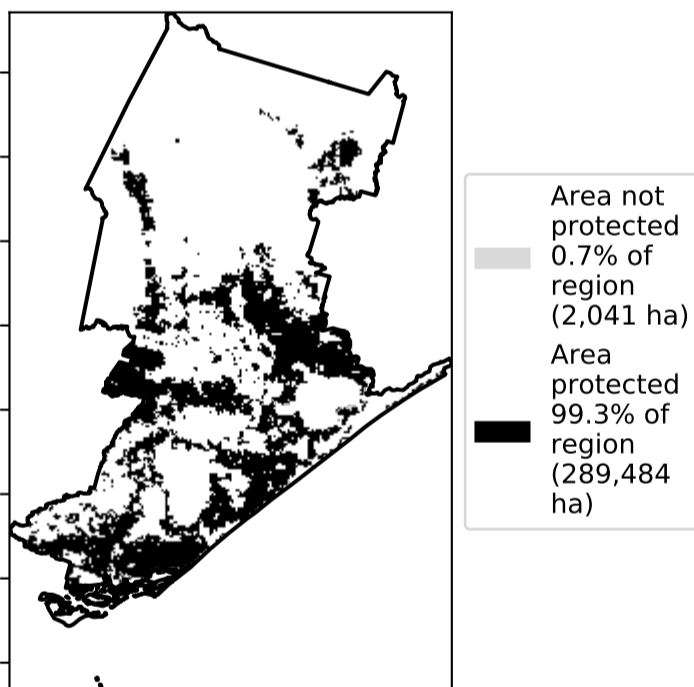 Area not
protected
0.7% of
region
(2,041 ha)
Area
protected
99.3% of
region
(289,484
ha)